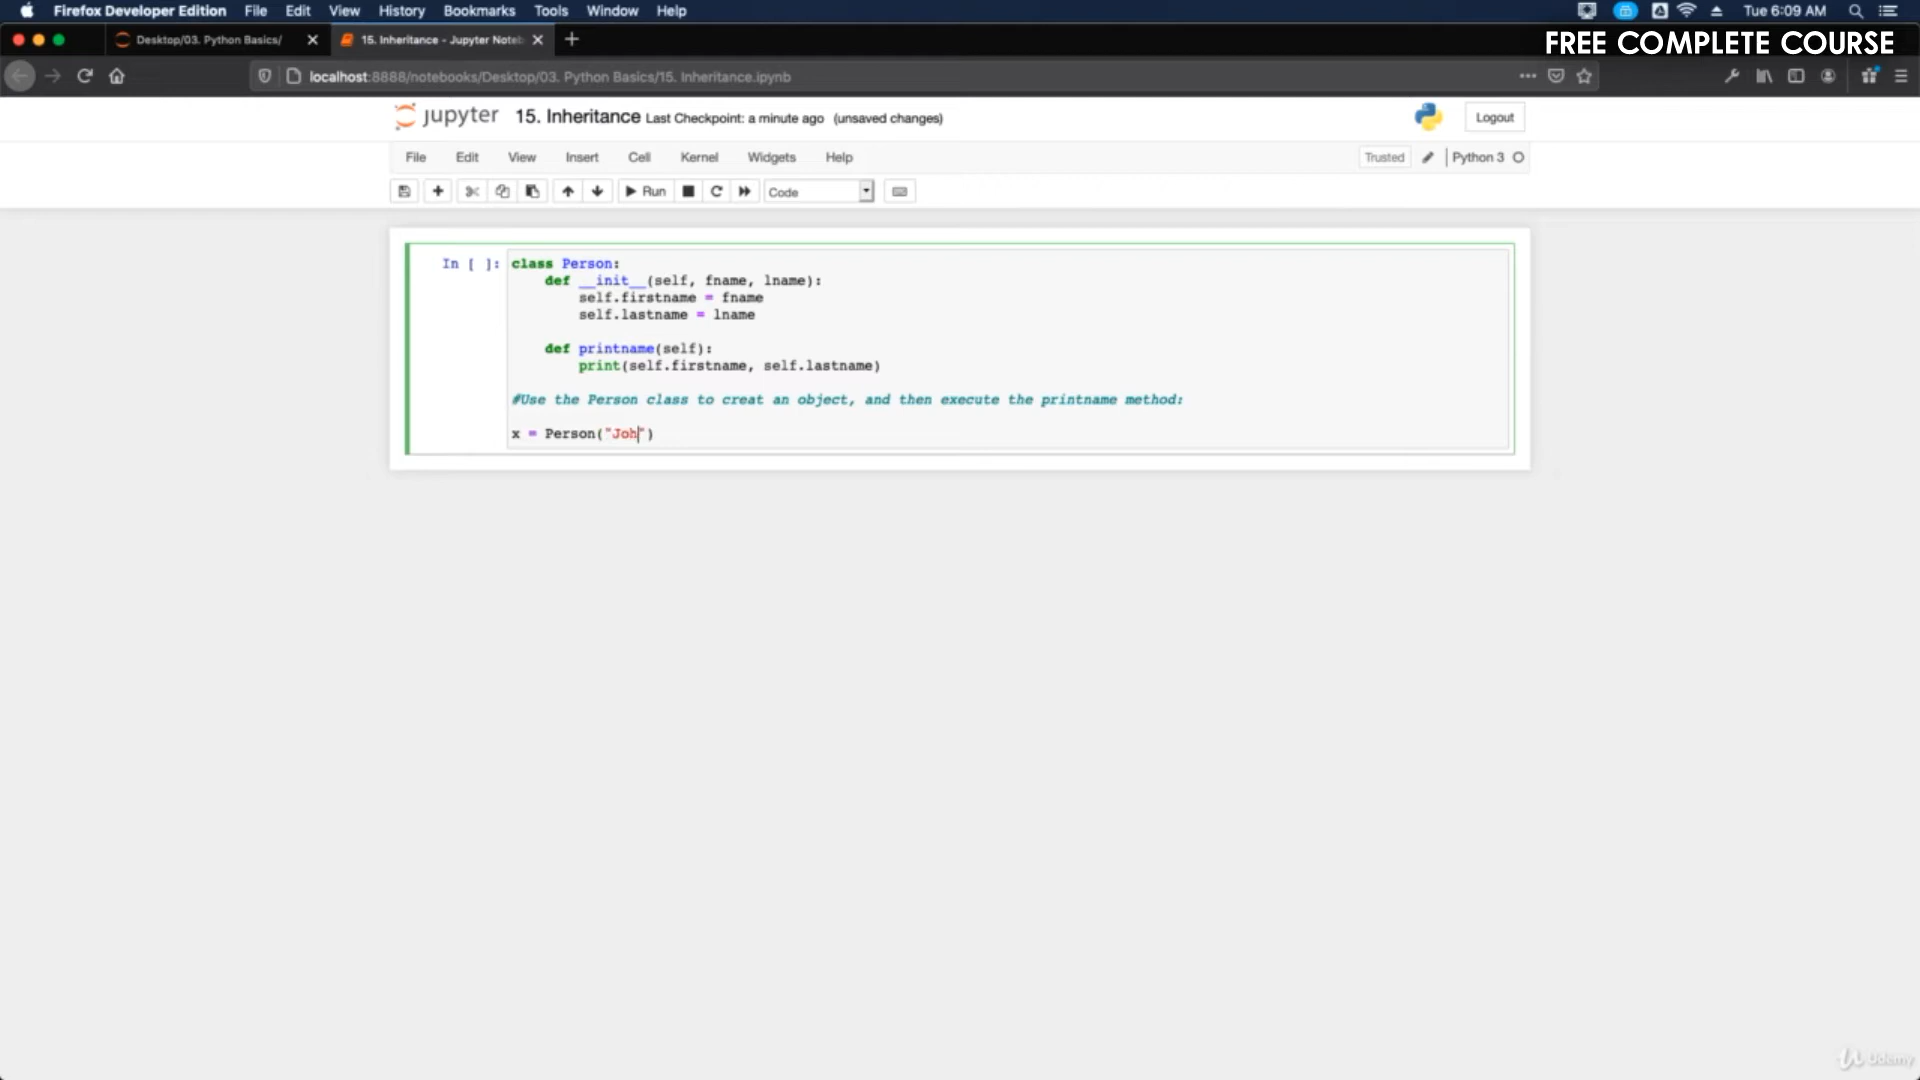 Firefox Developer Edition File Edit View History Bookmarks Tools Window Help Tue 6:09 AM
Desktop/03. Python Basics/ 15. Inheritance - Jupyter Noteb
FREE COMPLETE COURSE
localhost:8888/notebooks/Desktop/03. Python Basics/15. Inheritance.ipynb
jupyter 15. Inheritance Last Checkpoint: a minute ago (unsaved changes) Logout
File Edit View Insert Cell Kernel Widgets Help Trusted Python 3
Run Code
In [ ]: class Person:
def __init__(self, fname, lname):
self.firstname = fname
self.lastname = lname
def printname(self):
print(self.firstname, self.lastname)
#Use the Person class to creat an object, and then execute the printname method:
x = Person("Joh")
Udemy